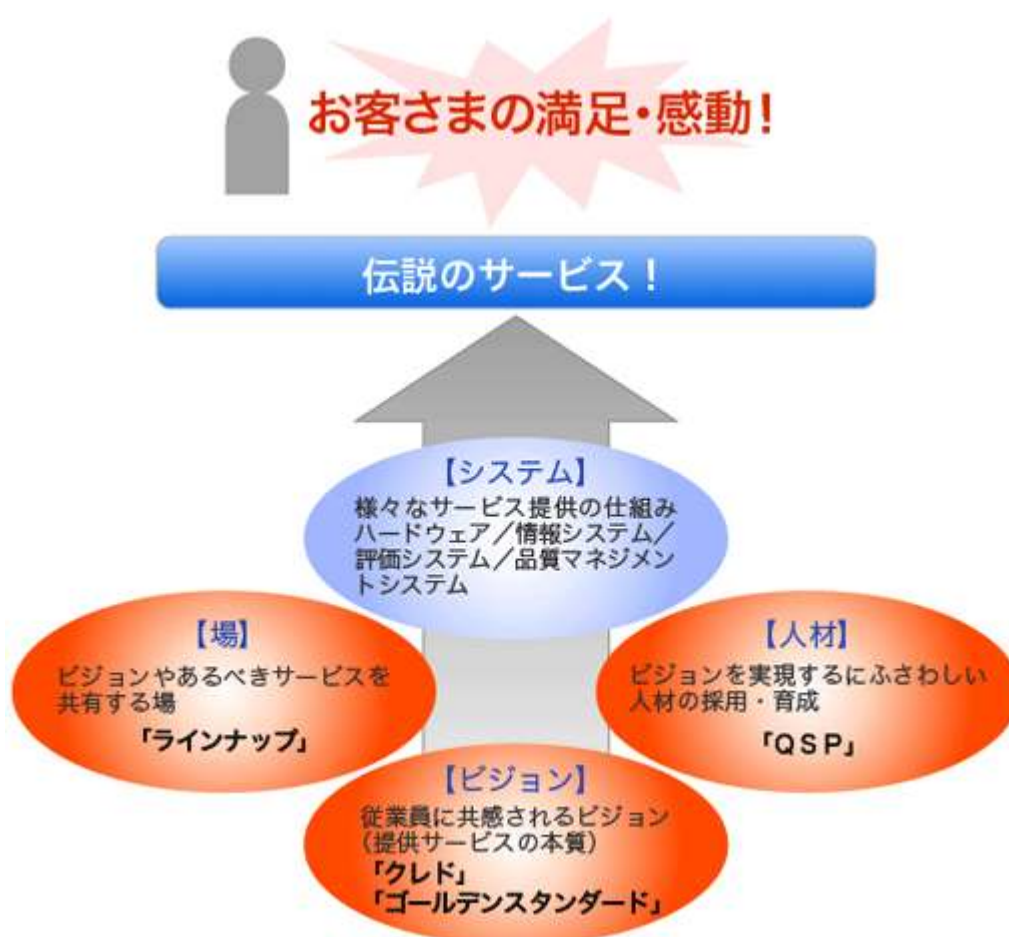 お客さまの満足・感動!
伝説のサービス!
【システム】
様々なサービス提供の仕組み
ハードウェア／情報システム／
評価システム／品質マネジメン
トシステム
【場】
ビジョンやあるべきサービスを
共有する場
「ラインナップ」
【人材】
ビジョンを実現するにふさわしい
人材の採用・育成
「QSP」
【ビジョン】
従業員に共感されるビジョン
(提供サービスの本質)
「クレド」
「ゴールデンスタンダード」